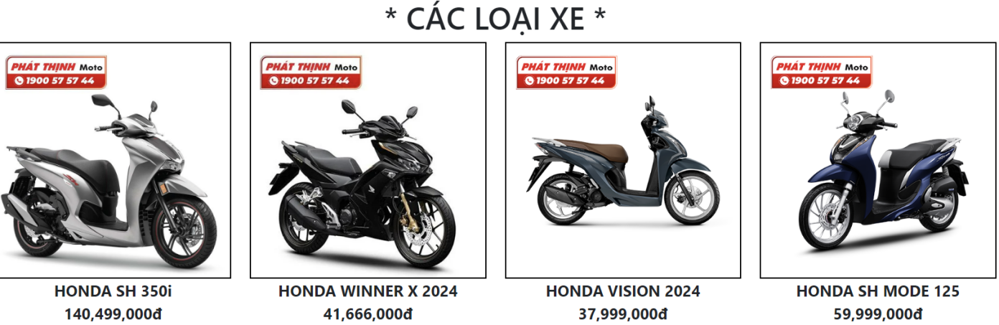 * CÁC LOẠI XE *
PHÁT THỊNH Moto
1900 57 57 44
PHÁT THỊNH Moto
1900 57 57 44
PHÁT THỊNH Moto
1900 57 57 44
PHÁT THỊNH Moto
1900 57 57 44
HONDA SH 350i
140,499,000đ
HONDA WINNER X 2024
41,666,000đ
HONDA VISION 2024
37,999,000đ
HONDA SH MODE 125
59,999,000đ